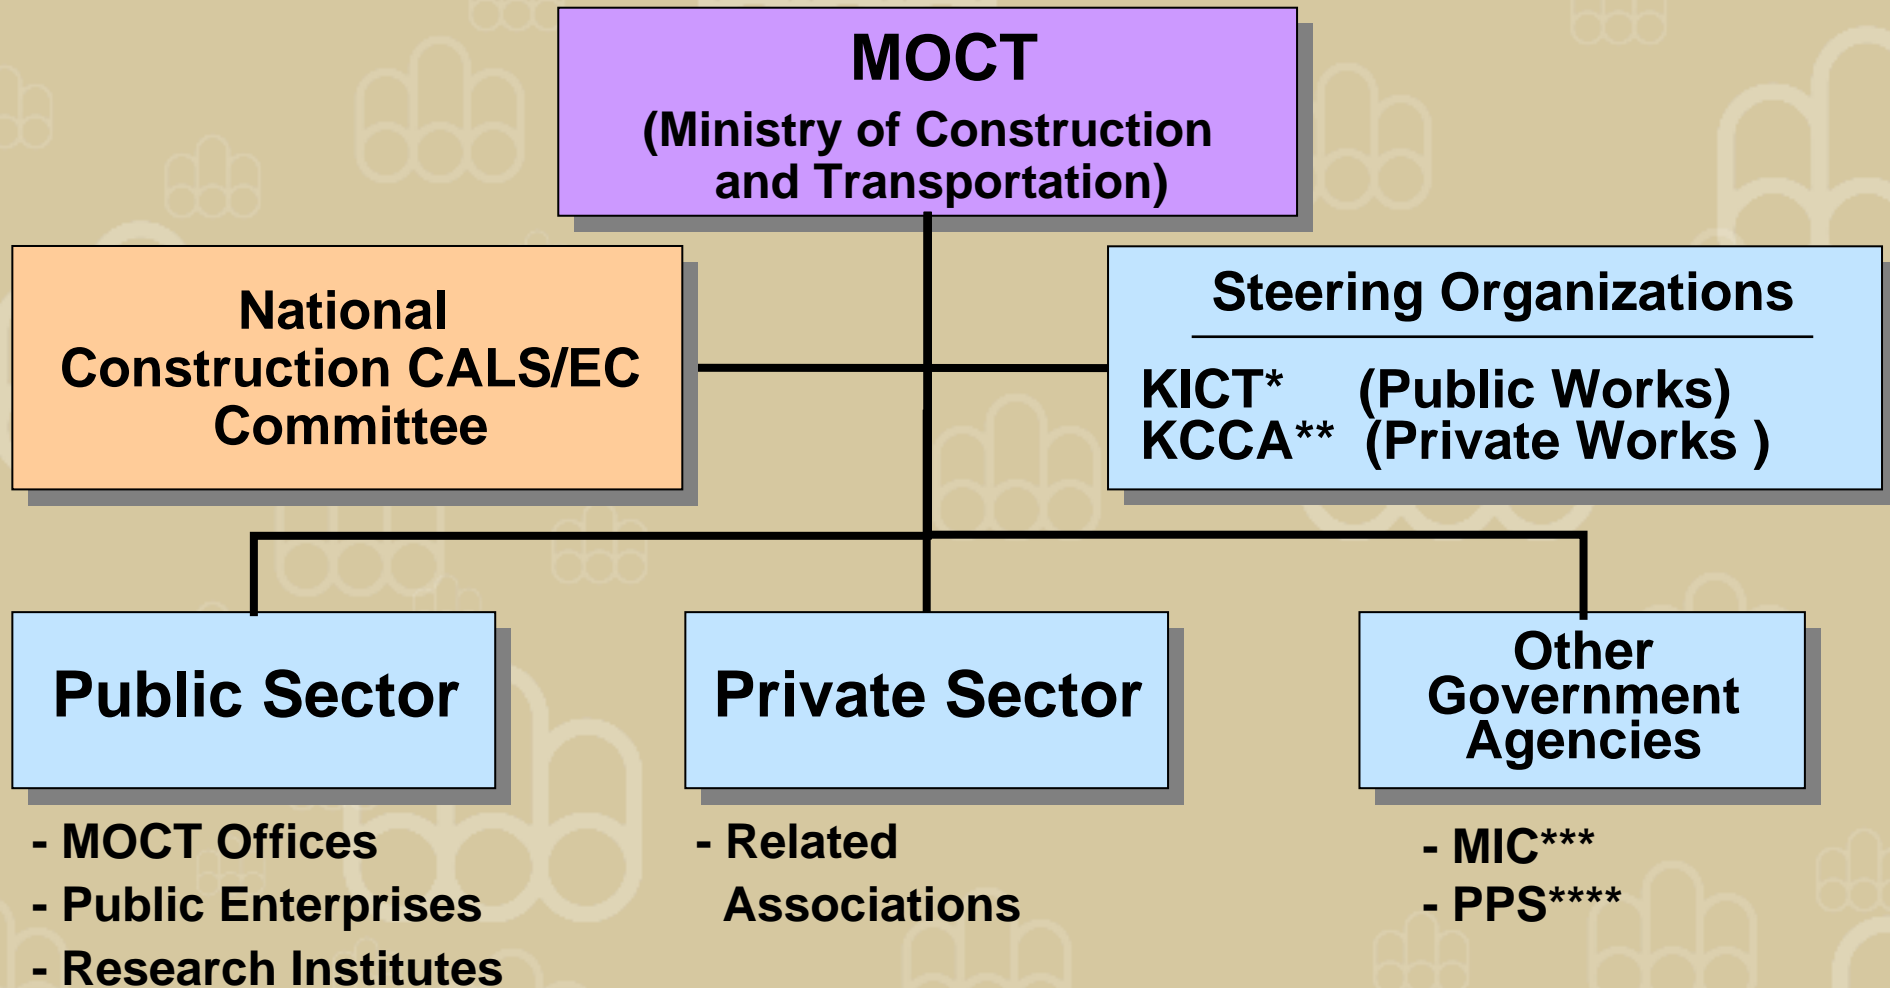 MOCT
(Ministry of Construction
and Transportation)
National
Construction CALS/EC
Committee
Steering Organizations
KICT* (Public Works)
KCCA** (Private Works )
Public Sector
- MOCT Offices
- Public Enterprises
- Research Institutes
Private Sector
- Related
Associations
Other
Government
Agencies
- MIC***
- PPS****